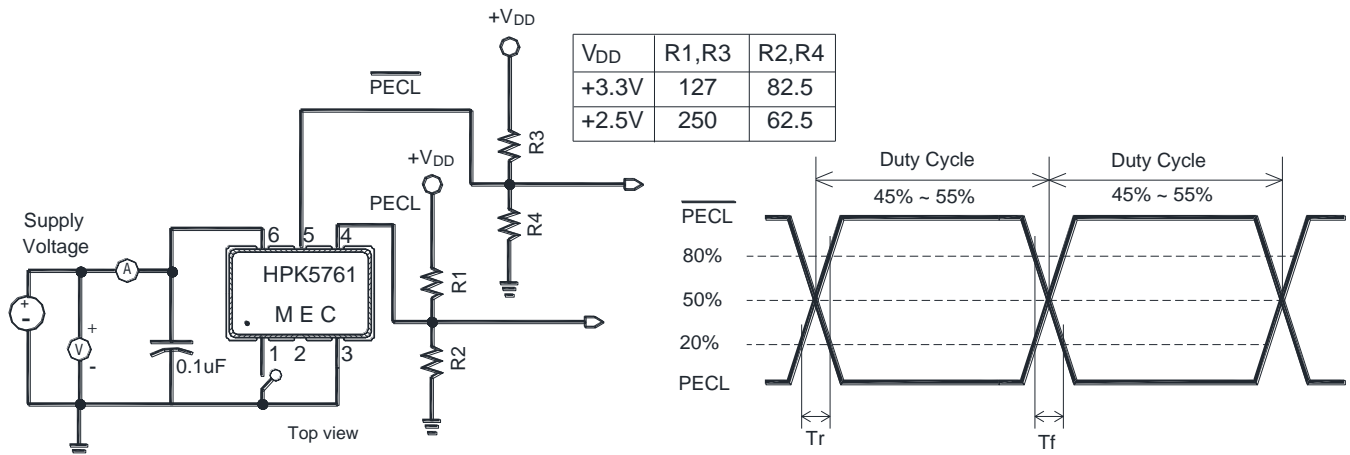 +VDD
VDD R1,R3 R2,R4
+3.3V 127 82.5
+2.5V 250 62.5
PECL
R3
R4
+VDD
PECL
R1
R2
Supply
Voltage
A
+
-
V
+
-
0.1uF
6 5 4
HPK5761
M E C
1 2 3
Top view
Duty Cycle Duty Cycle
45% ~ 55% 45% ~ 55%
PECL
80%
50%
20%
PECL
Tr Tf